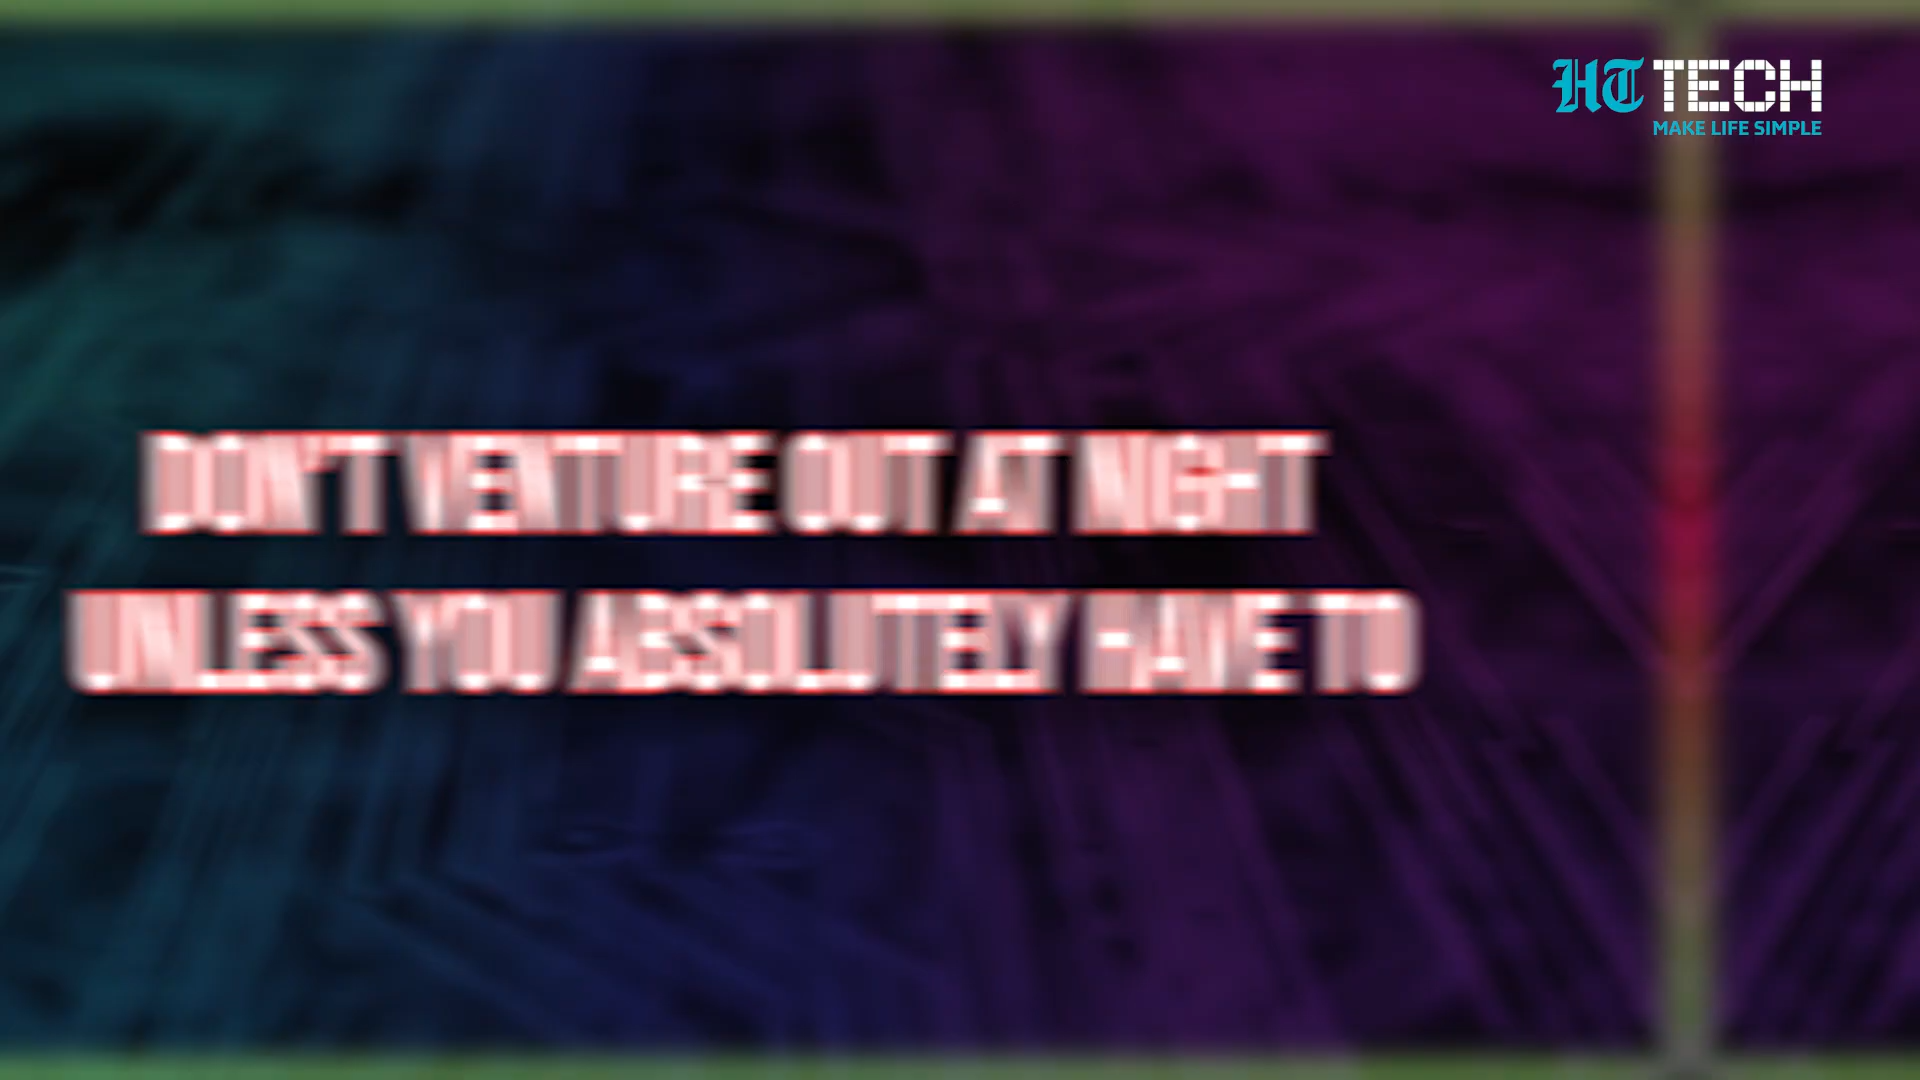 HT TECH
MAKE LIFE SIMPLE
DON'T VENTURE OUT AT NIGHT
UNLESS YOU ABSOLUTELY HAVE TO